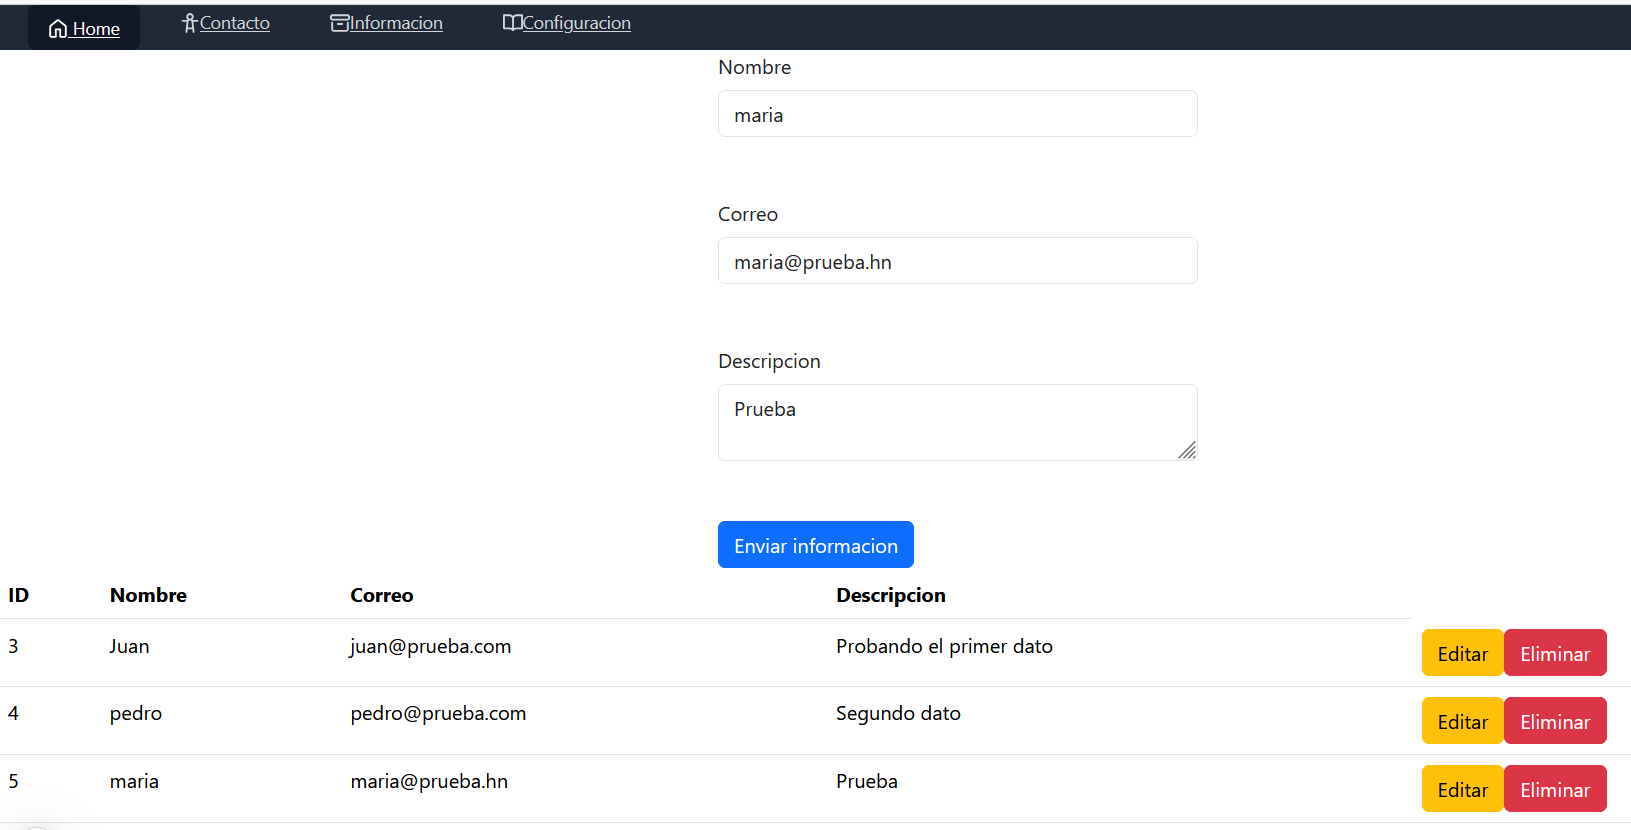 Home Contacto Informacion Configuracion
Nombre
maria
Correo
maria@prueba.hn
Descripcion
Prueba
Enviar informacion
ID Nombre Correo Descripcion
3 Juan juan@prueba.com Probando el primer dato Editar Eliminar
4 pedro pedro@prueba.com Segundo dato Editar Eliminar
5 maria maria@prueba.hn Prueba Editar Eliminar